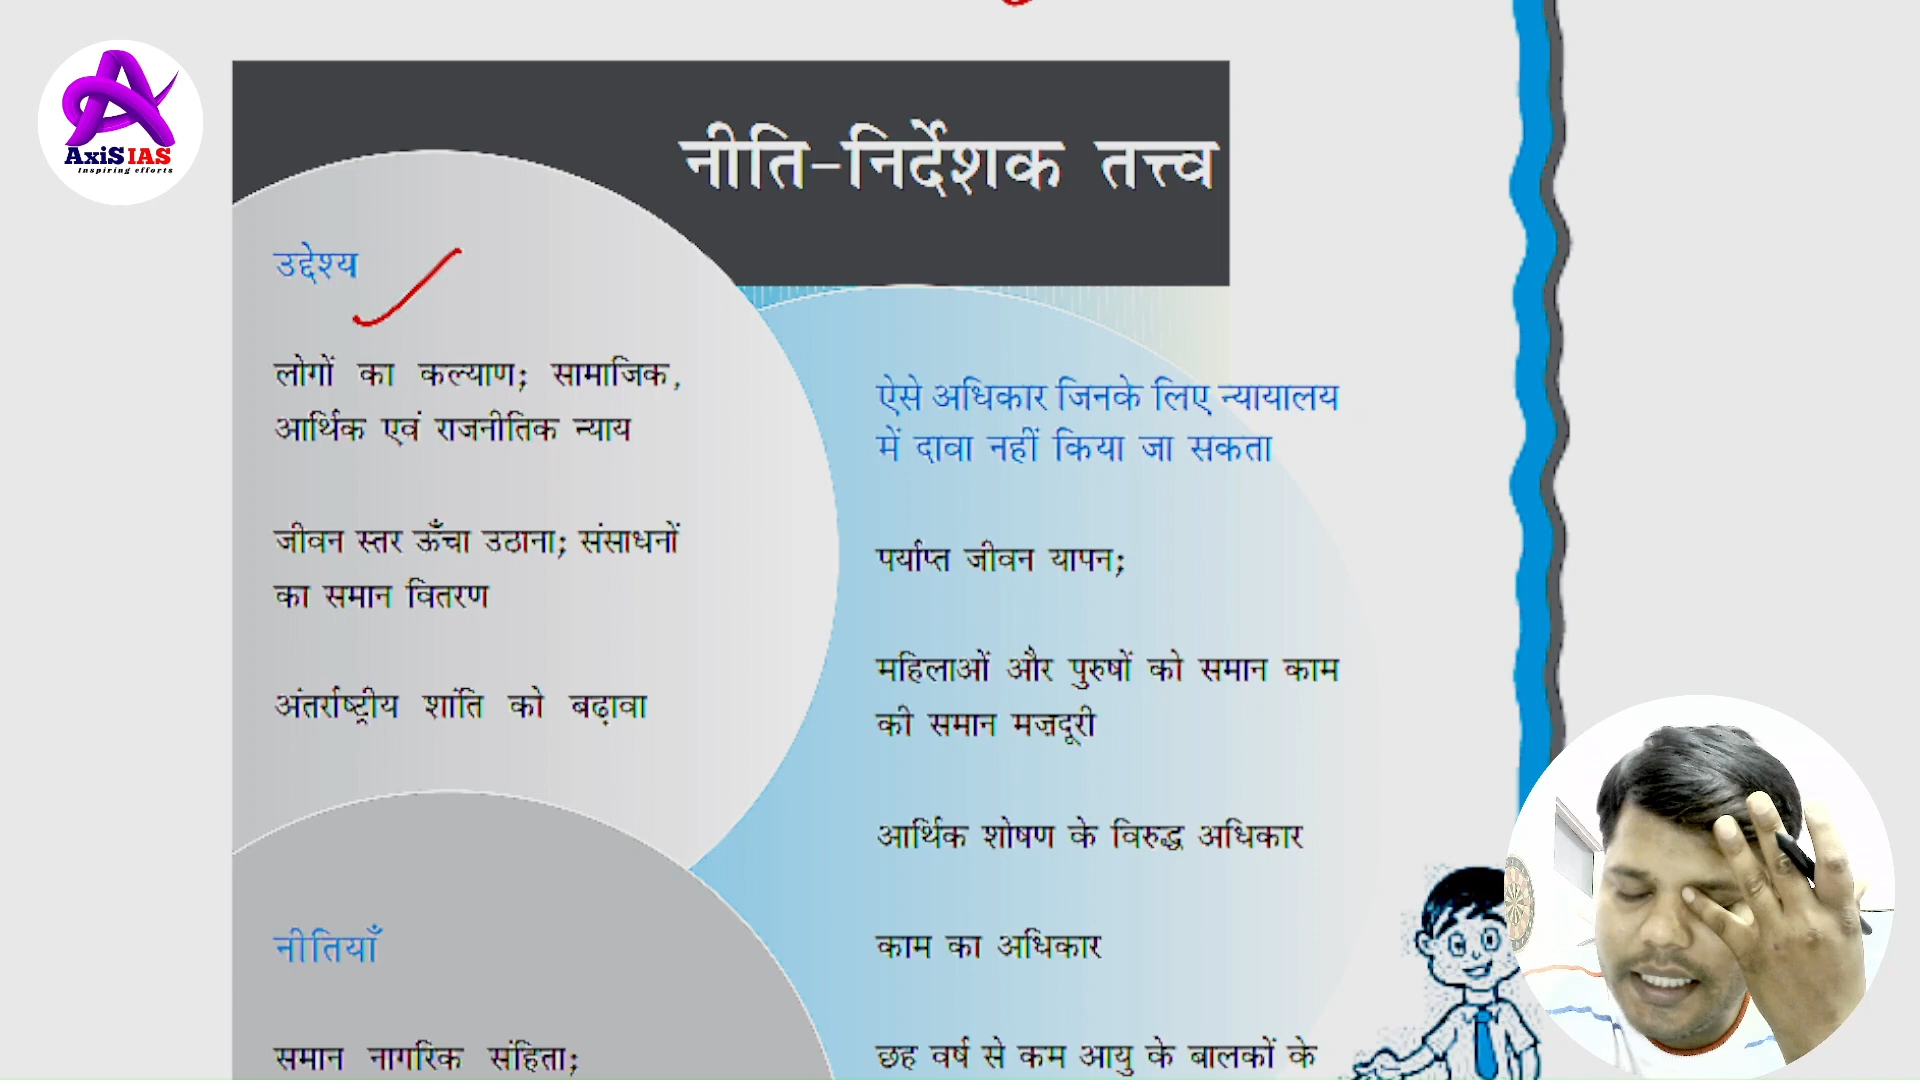 AxiS IAS
Inspiring efforts
नीति-निर्देशक तत्त्व
उद्देश्य
लोगों का कल्याण; सामाजिक,
आर्थिक एवं राजनीतिक न्याय
जीवन स्तर ऊँचा उठाना; संसाधनों
का समान वितरण
अंतर्राष्ट्रीय शांति को बढ़ावा
नीतियाँ
समान नागरिक संहिता;
ऐसे अधिकार जिनके लिए न्यायालय
में दावा नहीं किया जा सकता
पर्याप्त जीवन यापन;
महिलाओं और पुरुषों को समान काम
की समान मज़दूरी
आर्थिक शोषण के विरुद्ध अधिकार
काम का अधिकार
छह वर्ष से कम आयु के बालकों के